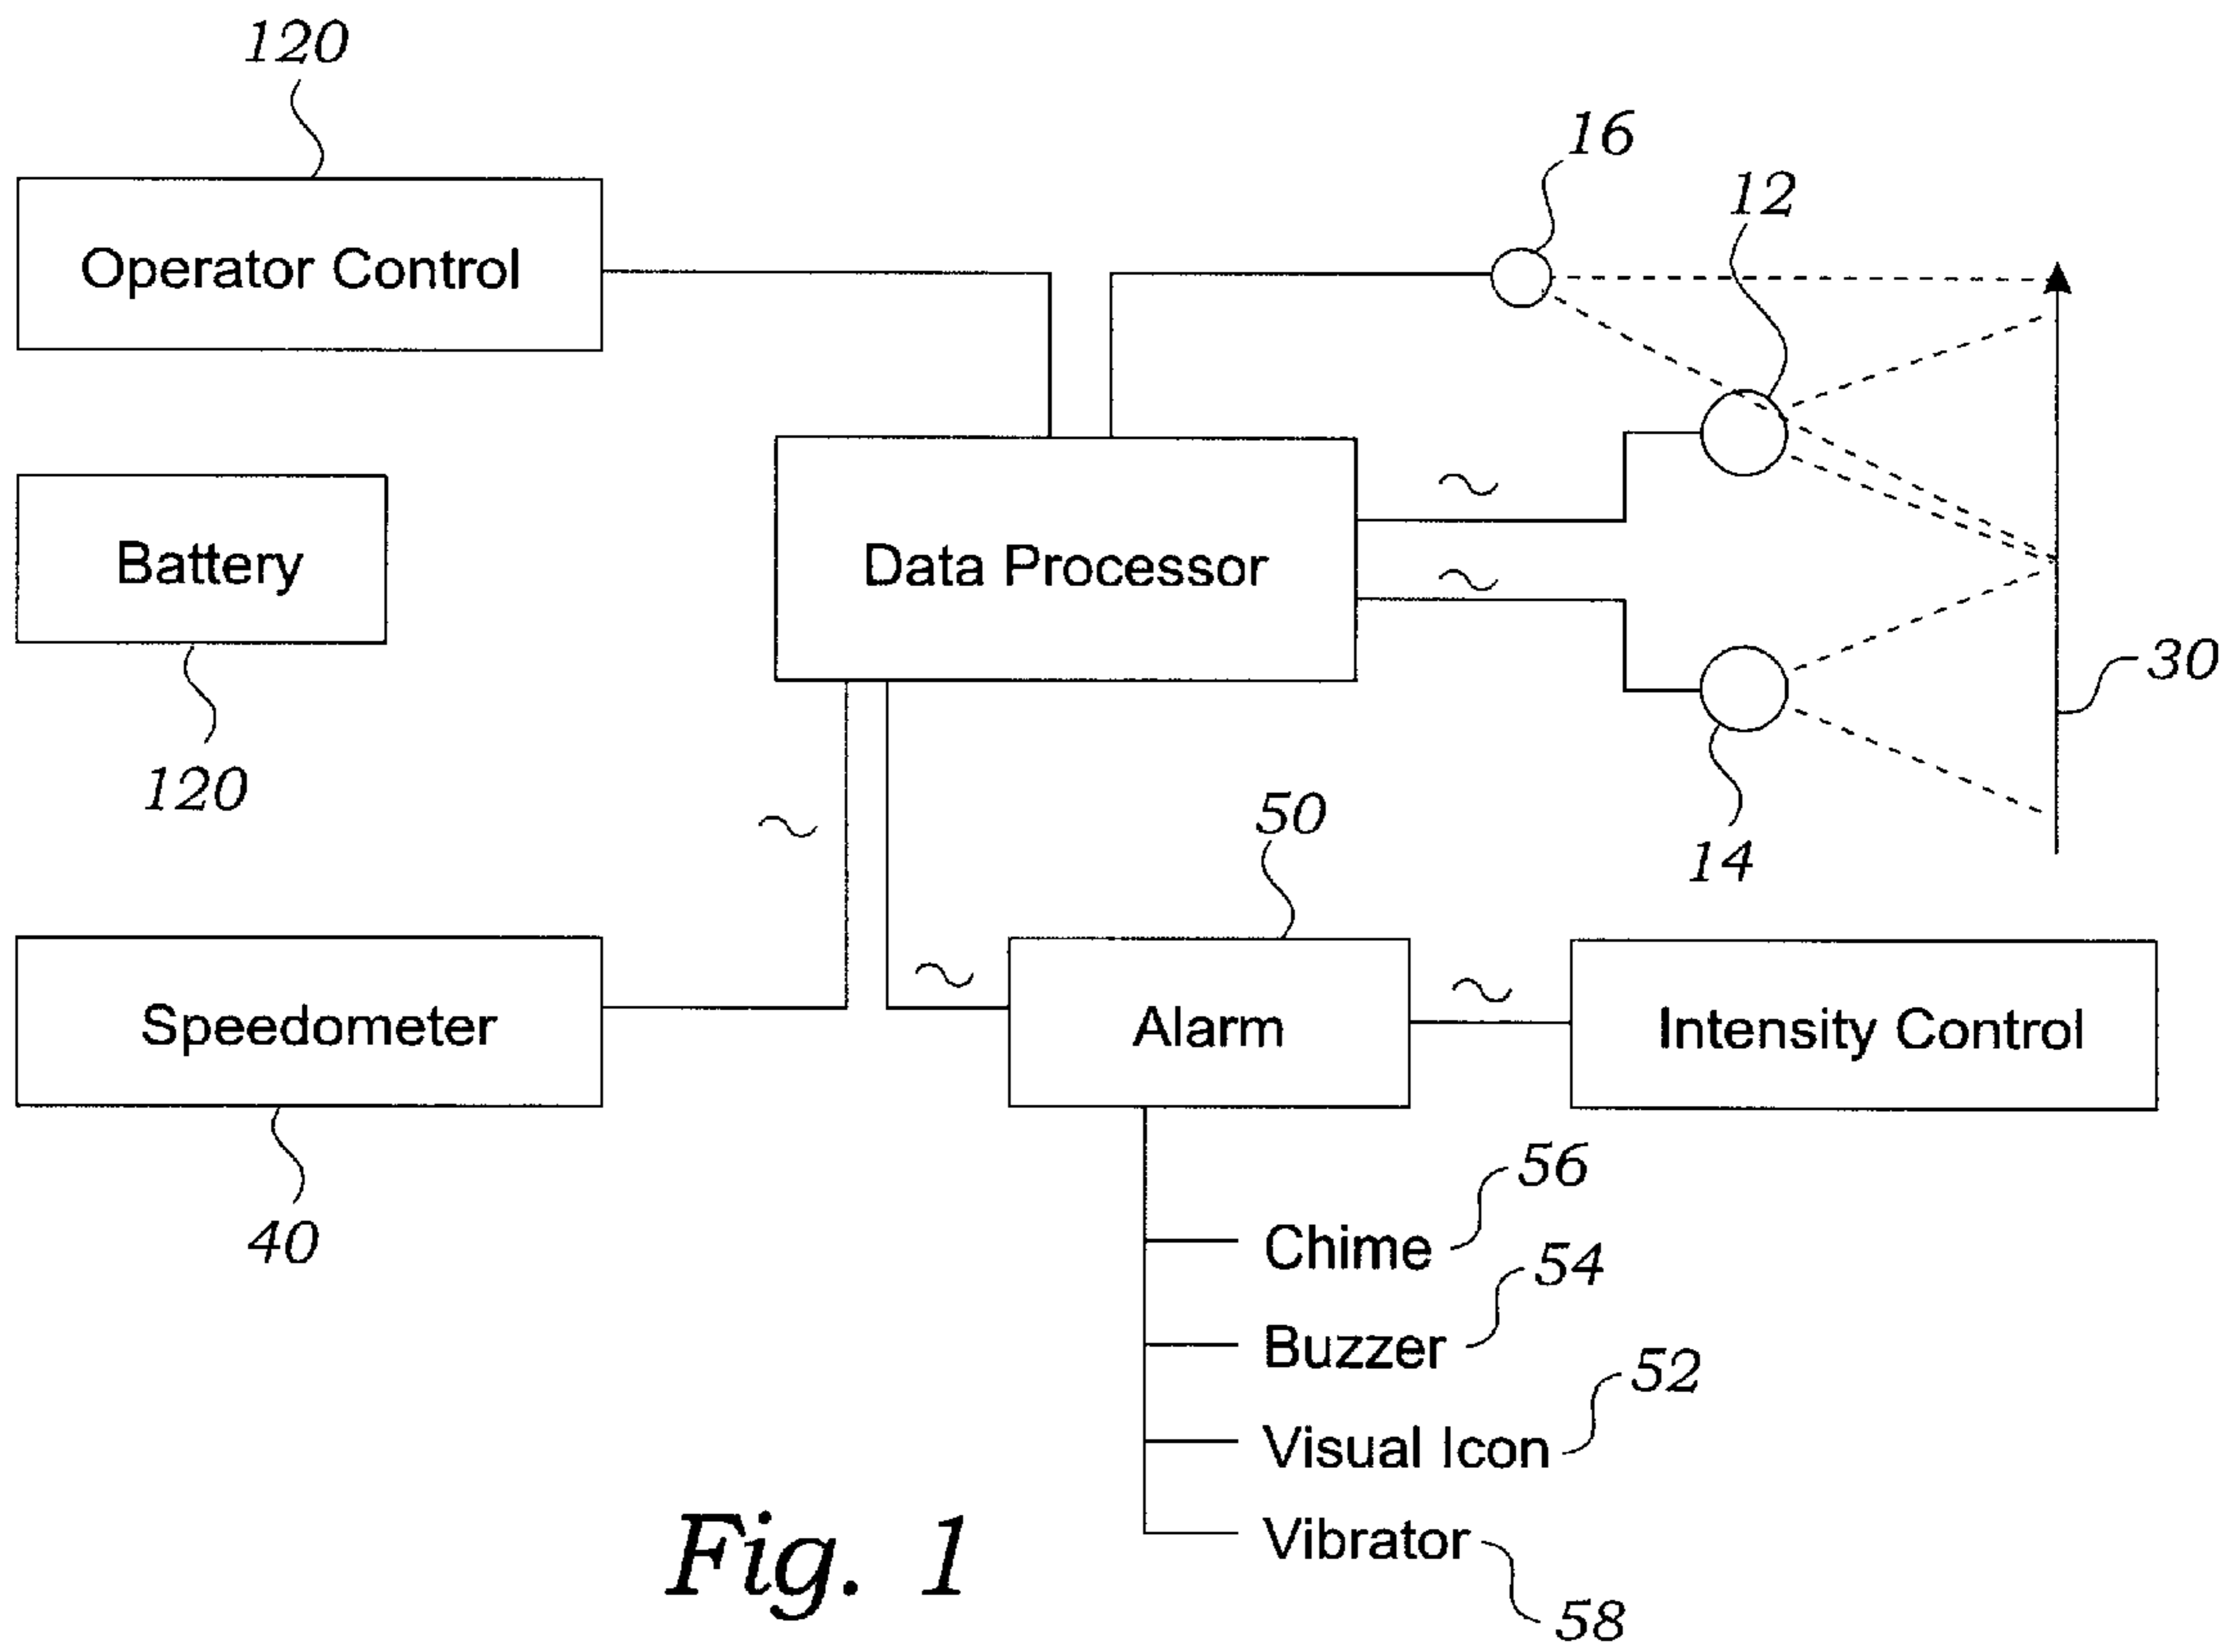 120
16
12
Operator Control
Battery
Data Processor
30
120
50
14
Speedometer
Alarm
Intensity Control
40
56
Chime
54
Buzzer
52
Visual Icon
Vibrator
58
Fig. 1